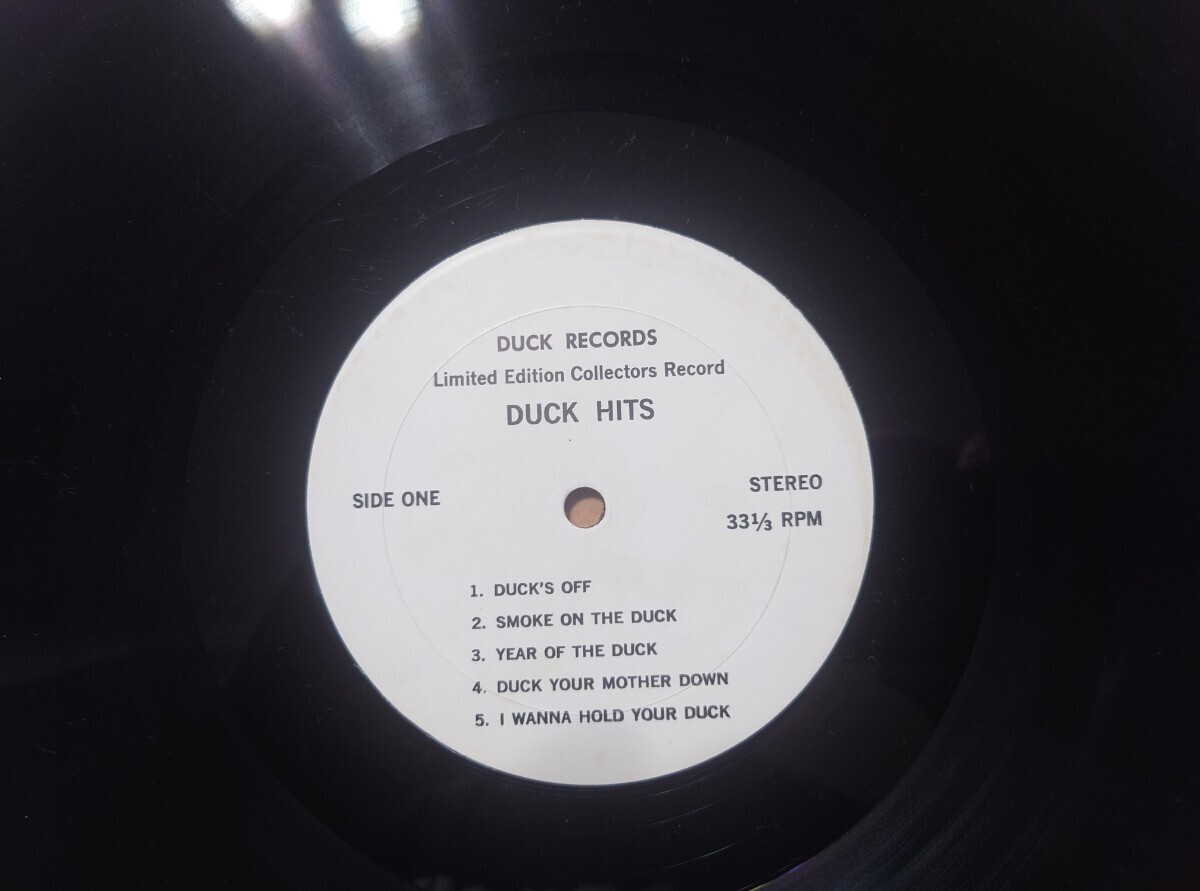 DUCK RECORDS
Limited Edition Collectors Record
DUCK HITS
SIDE ONE
STEREO
33⅓ RPM
1. DUCK'S OFF
2. SMOKE ON THE DUCK
3. YEAR OF THE DUCK
4. DUCK YOUR MOTHER DOWN
5. I WANNA HOLD YOUR DUCK